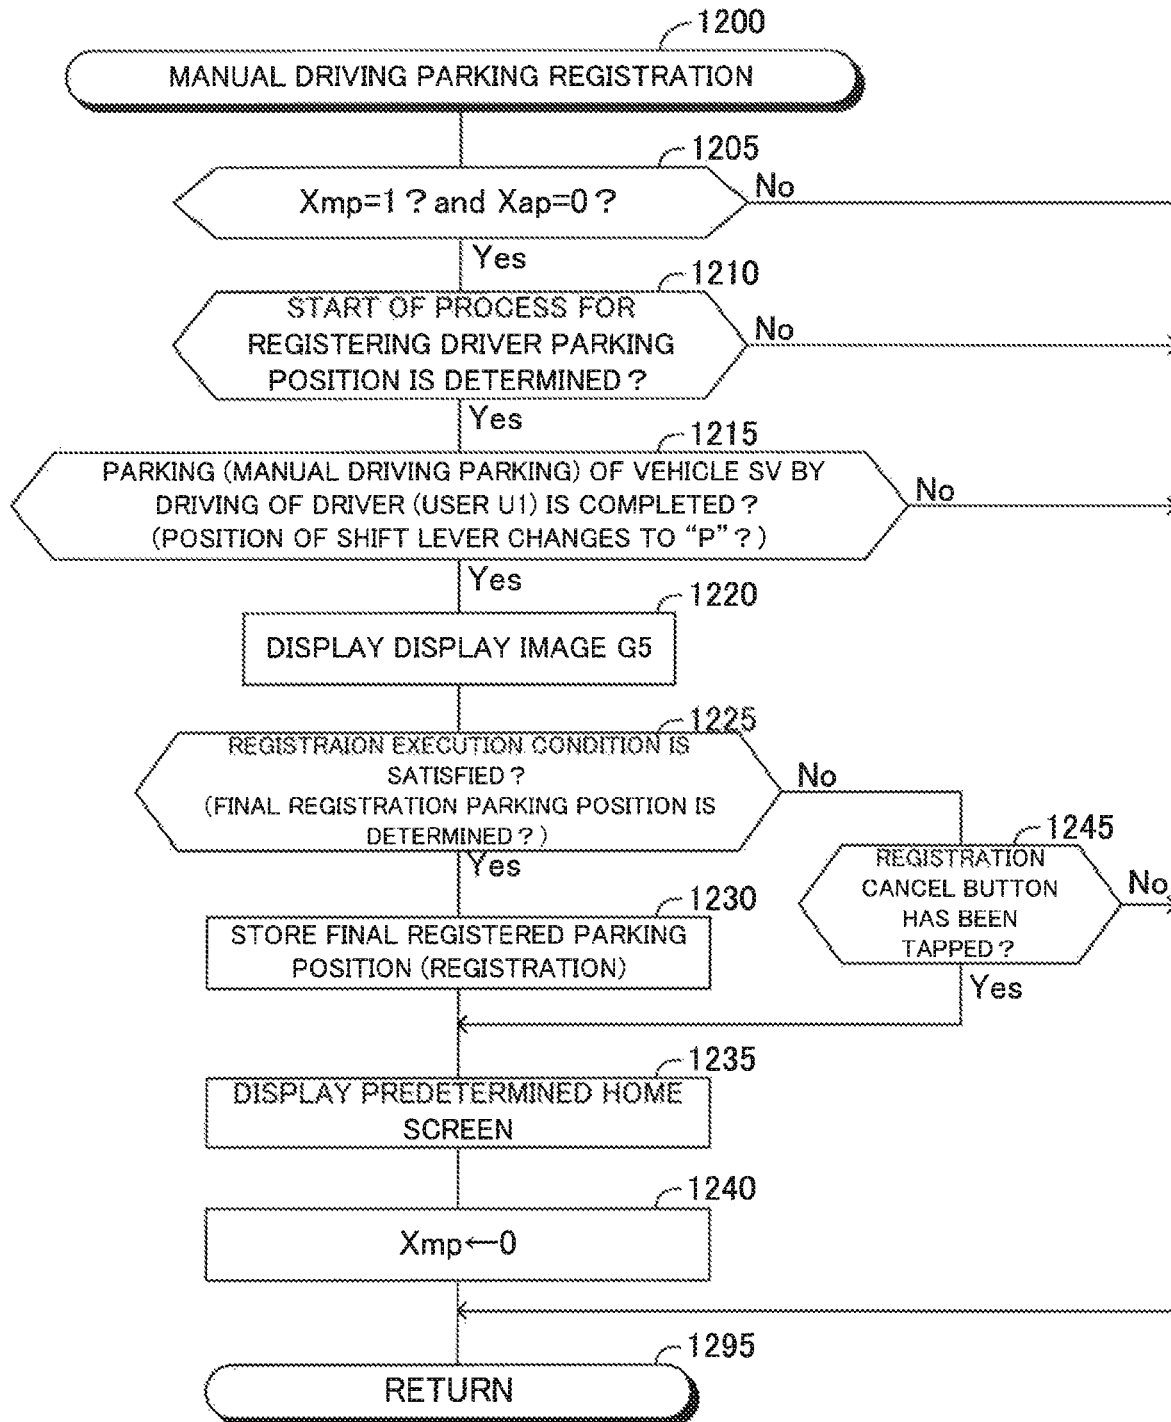 1200
MANUAL DRIVING PARKING REGISTRATION
1205
Xmp=1? and Xap=0?
No
Yes
1210
START OF PROCESS FOR
REGISTERING DRIVER PARKING
POSITION IS DETERMINED?
No
Yes
1215
PARKING (MANUAL DRIVING PARKING) OF VEHICLE SV BY
DRIVING OF DRIVER (USER U1) IS COMPLETED?
(POSITION OF SHIFT LEVER CHANGES TO “P”?)
No
Yes
1220
DISPLAY DISPLAY IMAGE G5
1225
REGISTRAION EXECUTION CONDITION IS
SATISFIED?
(FINAL REGISTRATION PARKING POSITION IS
DETERMINED?)
No
Yes
1245
REGISTRATION
CANCEL BUTTON
HAS BEEN
TAPPED?
No
Yes
1230
STORE FINAL REGISTERED PARKING
POSITION (REGISTRATION)
1235
DISPLAY PREDETERMINED HOME
SCREEN
1240
Xmp←0
1295
RETURN